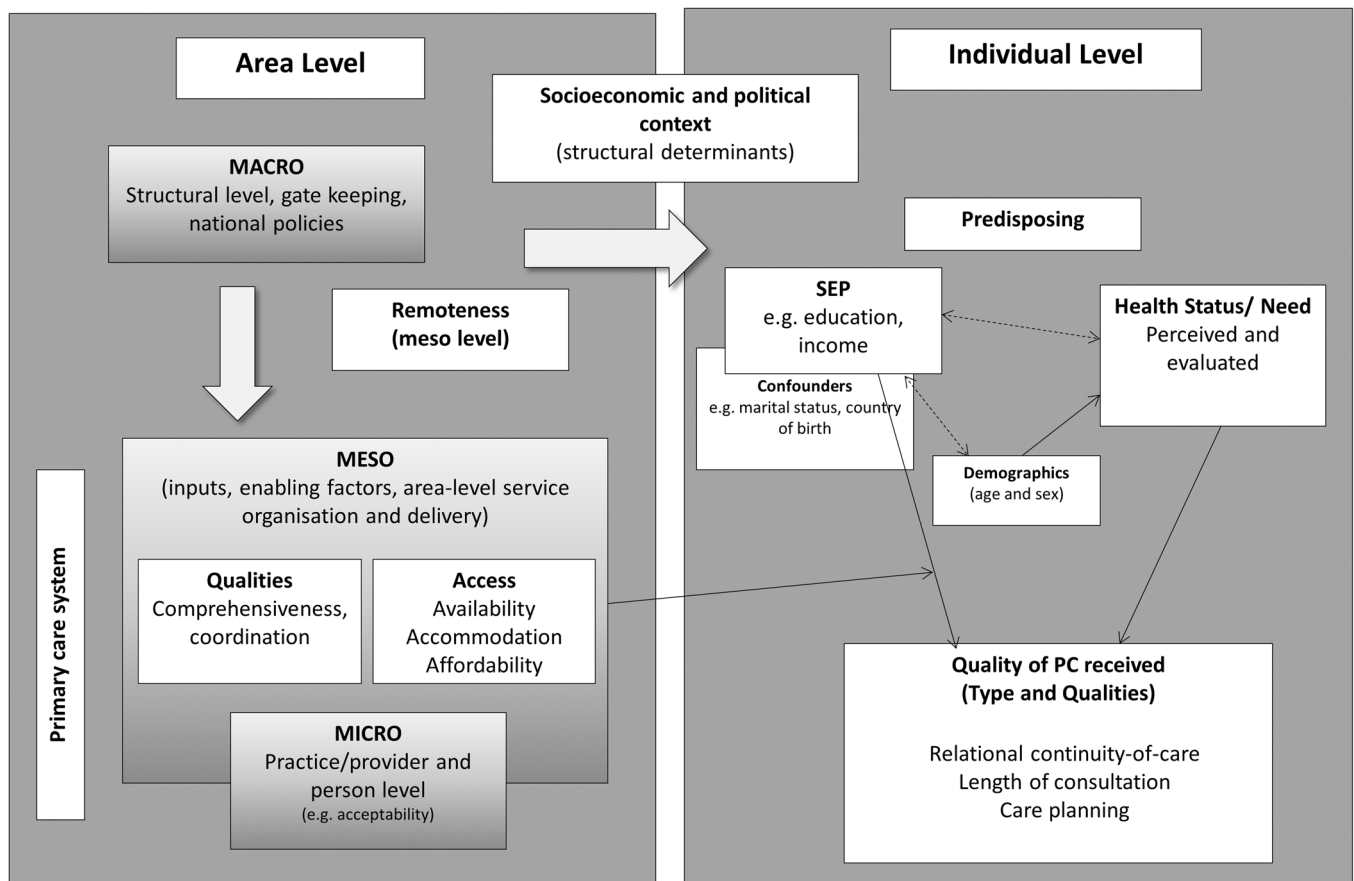 Area Level
Individual Level
Socioeconomic and political
context
(structural determinants)
MACRO
Structural level, gate keeping,
national policies
Predisposing
Remoteness
(meso level)
SEP
e.g. education,
income
Health Status/ Need
Perceived and
evaluated
Confounders
e.g. marital status, country
of birth
Demographics
(age and sex)
Primary care system
MESO
(inputs, enabling factors, area-level service
organisation and delivery)
Qualities
Comprehensiveness,
coordination
Access
Availability
Accommodation
Affordability
MICRO
Practice/provider and
person level
(e.g. acceptability)
Quality of PC received
(Type and Qualities)
Relational continuity-of-care
Length of consultation
Care planning